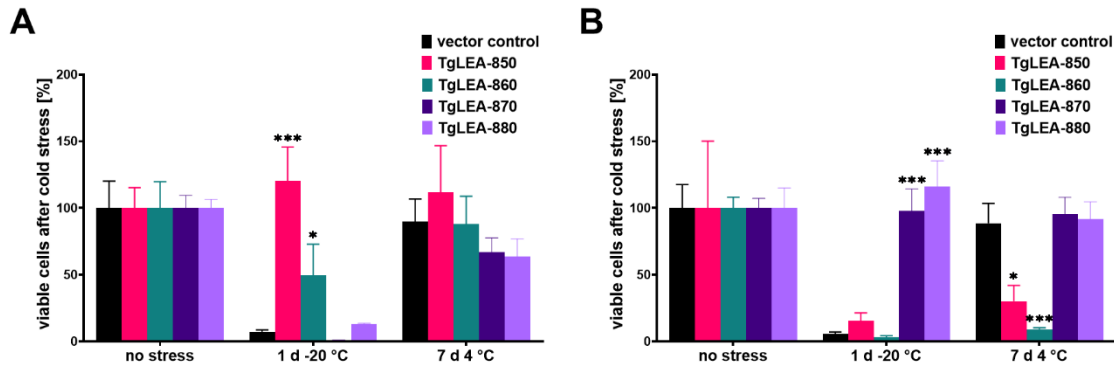 A
vector control
TgLEA-850
TgLEA-860
TgLEA-870
TgLEA-880
viable cells after cold stress [%]
200
150
100
50
0
***
*
no stress
1 d -20 °C
7 d 4 °C
B
vector control
TgLEA-850
TgLEA-860
TgLEA-870
TgLEA-880
viable cells after cold stress [%]
200
150
100
50
0
***
***
*
***
no stress
1 d -20 °C
7 d 4 °C